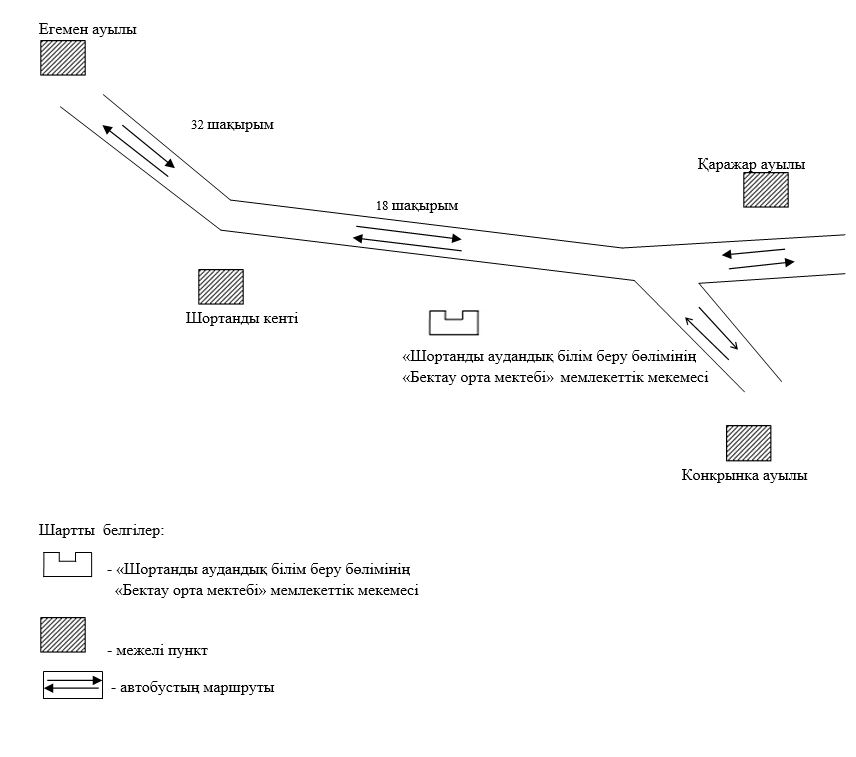 Егемен ауылы
32 шақырым
Қаражар ауылы
18 шақырым
Шортанды кенті
«Шортанды аудандық білім беру бөлімінің
«Бектау орта мектебі» мемлекеттік мекемесі
Конкрынка ауылы
Шартты белгілер:
- «Шортанды аудандық білім беру бөлімінің
«Бектау орта мектебі» мемлекеттік мекемесі
- межелі пункт
- автобустың маршруты